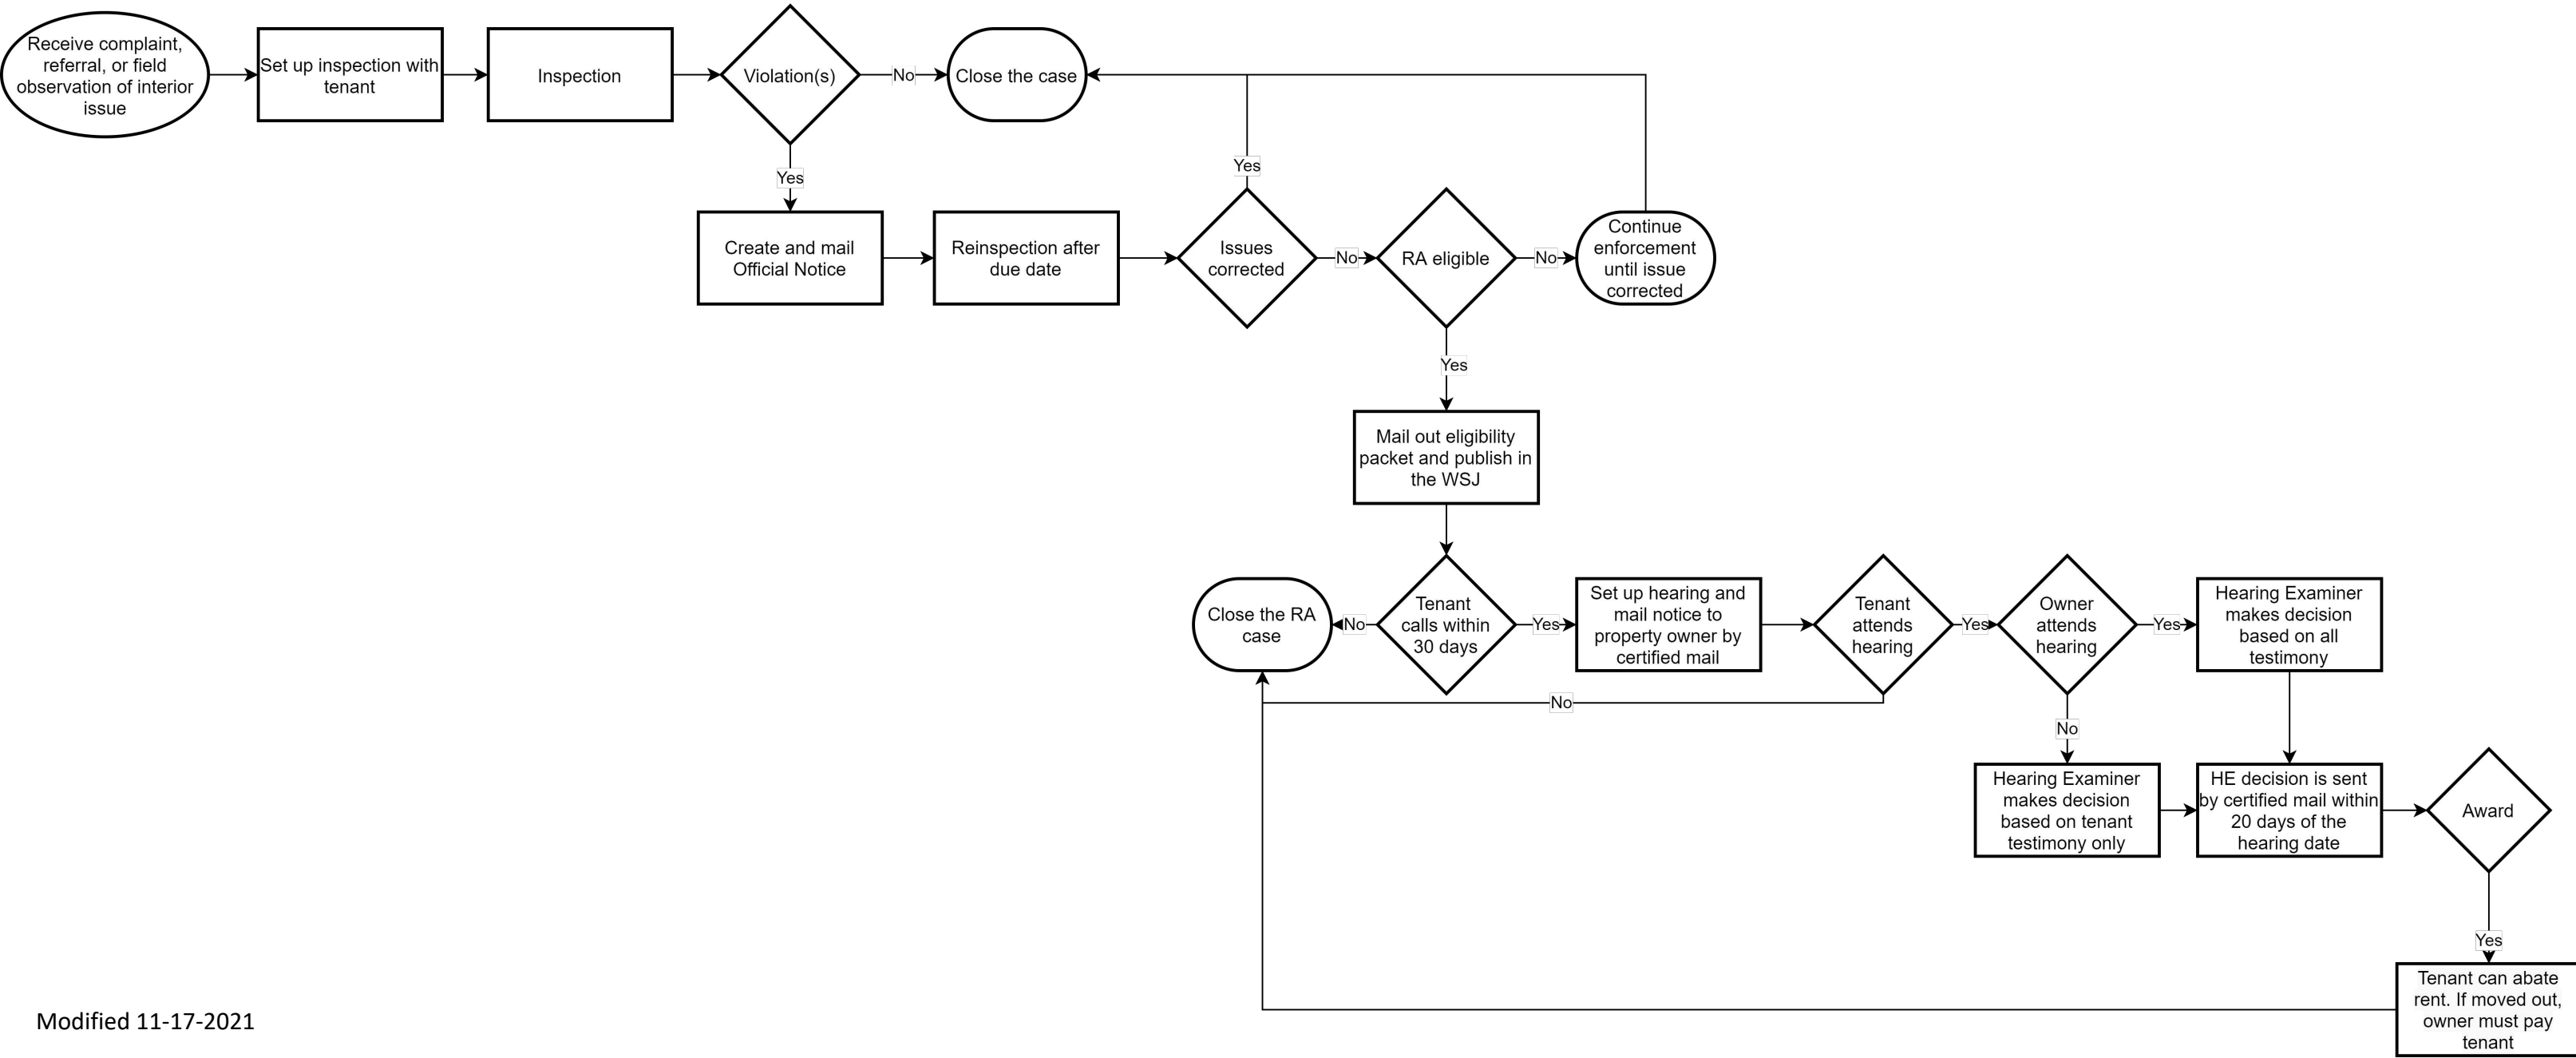 Receive complaint,
referral, or field
observation of interior
issue
Set up inspection with
tenant
Inspection
Violation(s)
No
Close the case
Yes
Create and mail
Official Notice
Reinspection after
due date
Issues
corrected
Yes
No
RA eligible
No
Continue
enforcement
until issue
corrected
Yes
Mail out eligibility
packet and publish in
the WSJ
Close the RA
case
No
Tenant
calls within
30 days
Yes
Set up hearing and
mail notice to
property owner by
certified mail
Tenant
attends
hearing
Yes
Owner
attends
hearing
Yes
Hearing Examiner
makes decision
based on all
testimony
No
No
Hearing Examiner
makes decision
based on tenant
testimony only
HE decision is sent
by certified mail within
20 days of the
hearing date
Award
Yes
Tenant can abate
rent. If moved out,
owner must pay
tenant
Modified 11-17-2021